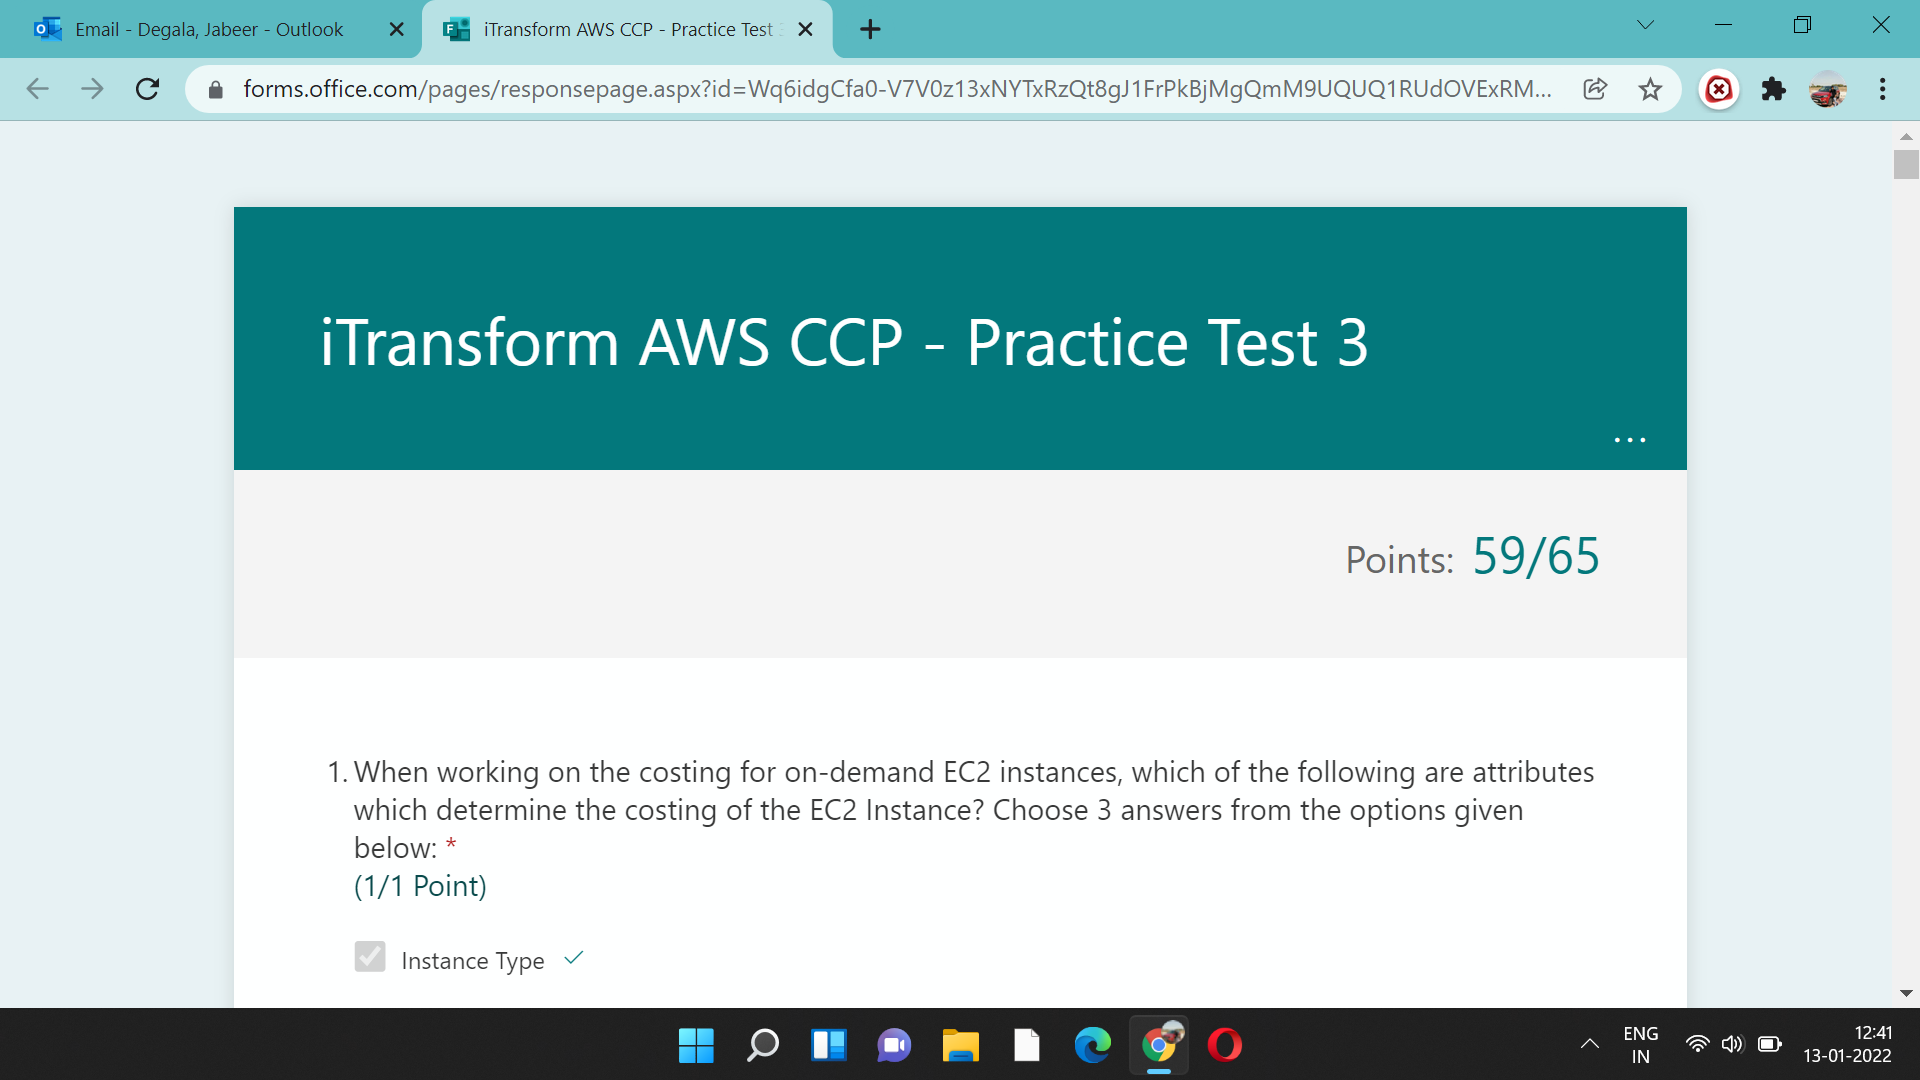 Email - Degala, Jabeer - Outlook
iTransform AWS CCP - Practice Test
forms.office.com/pages/responsepage.aspx?id=Wq6idgCfa0-V7V0z13xNYTxRzQt8gJ1FrPkBjMgQmM9UQUQ1RUdOVExRM...
iTransform AWS CCP - Practice Test 3
...
Points: 59/65
1. When working on the costing for on-demand EC2 instances, which of the following are attributes
which determine the costing of the EC2 Instance? Choose 3 answers from the options given
below: *
(1/1 Point)
Instance Type
ENG
IN
12:41
13-01-2022